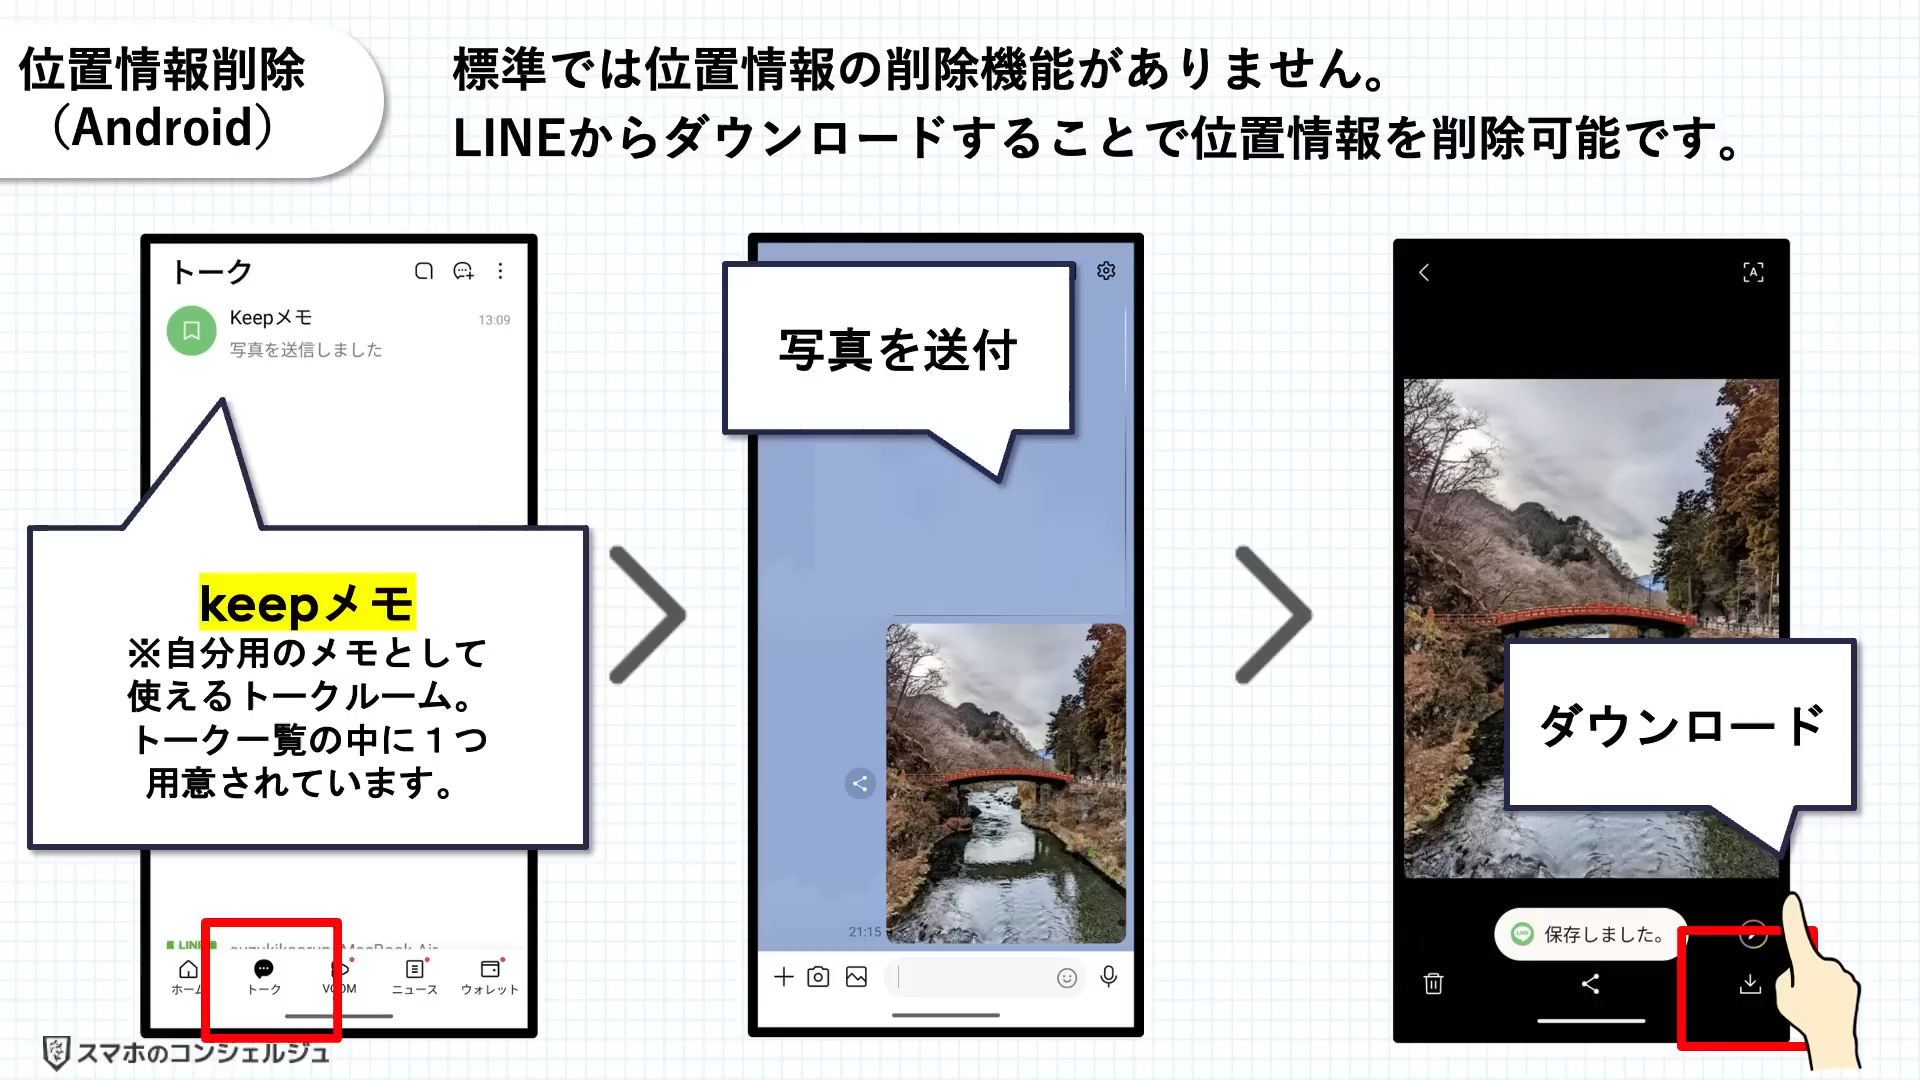 位置情報削除
（Android）
標準では位置情報の削除機能がありません。
LINEからダウンロードすることで位置情報を削除可能です。
トーク
Keepメモ
13:09
写真を送信しました
keepメモ
※自分用のメモとして
使えるトークルーム。
トーク一覧の中に１つ
用意されています。
LINE
ホーム
トーク
VOOM
ニュース
ウォレット
写真を送付
21:15
A
ダウンロード
保存しました。
スマホのコンシェルジュ